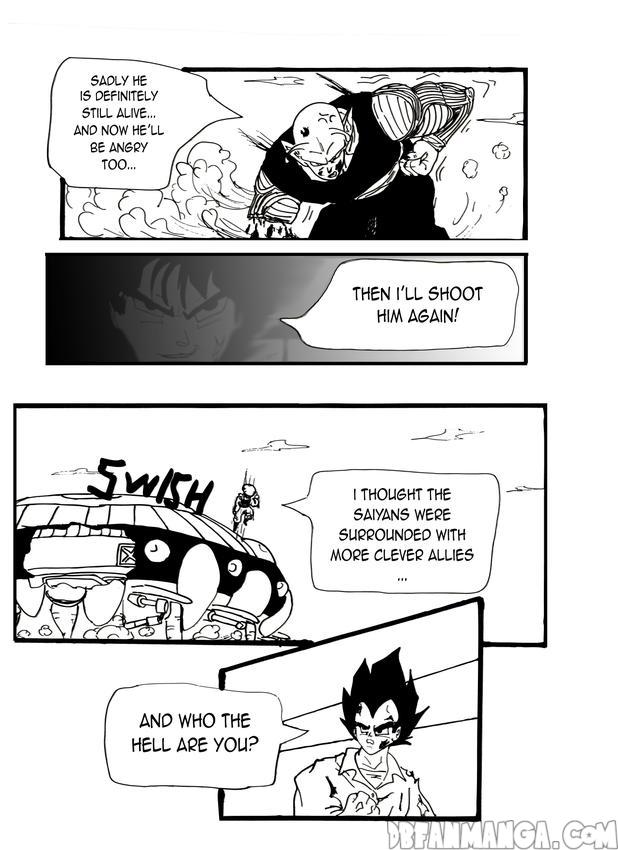 SADLY HE
IS DEFINITELY
STILL ALIVE...
AND NOW HE'LL
BE ANGRY
TOO...
THEN I'LL SHOOT
HIM AGAIN!
SWISH
I THOUGHT THE
SAIYANS WERE
SURROUNDED WITH
MORE CLEVER ALLIES
...
AND WHO THE
HELL ARE YOU?
DBFANMANGA.COM